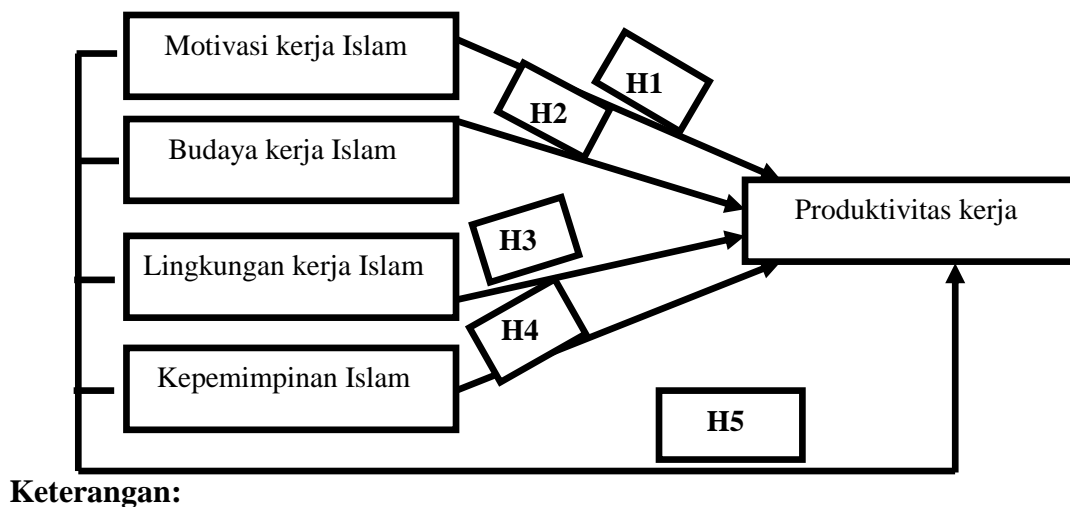 Motivasi kerja Islam
H1
H2
Budaya kerja Islam
Produktivitas kerja
H3
Lingkungan kerja Islam
H4
Kepemimpinan Islam
H5
Keterangan: